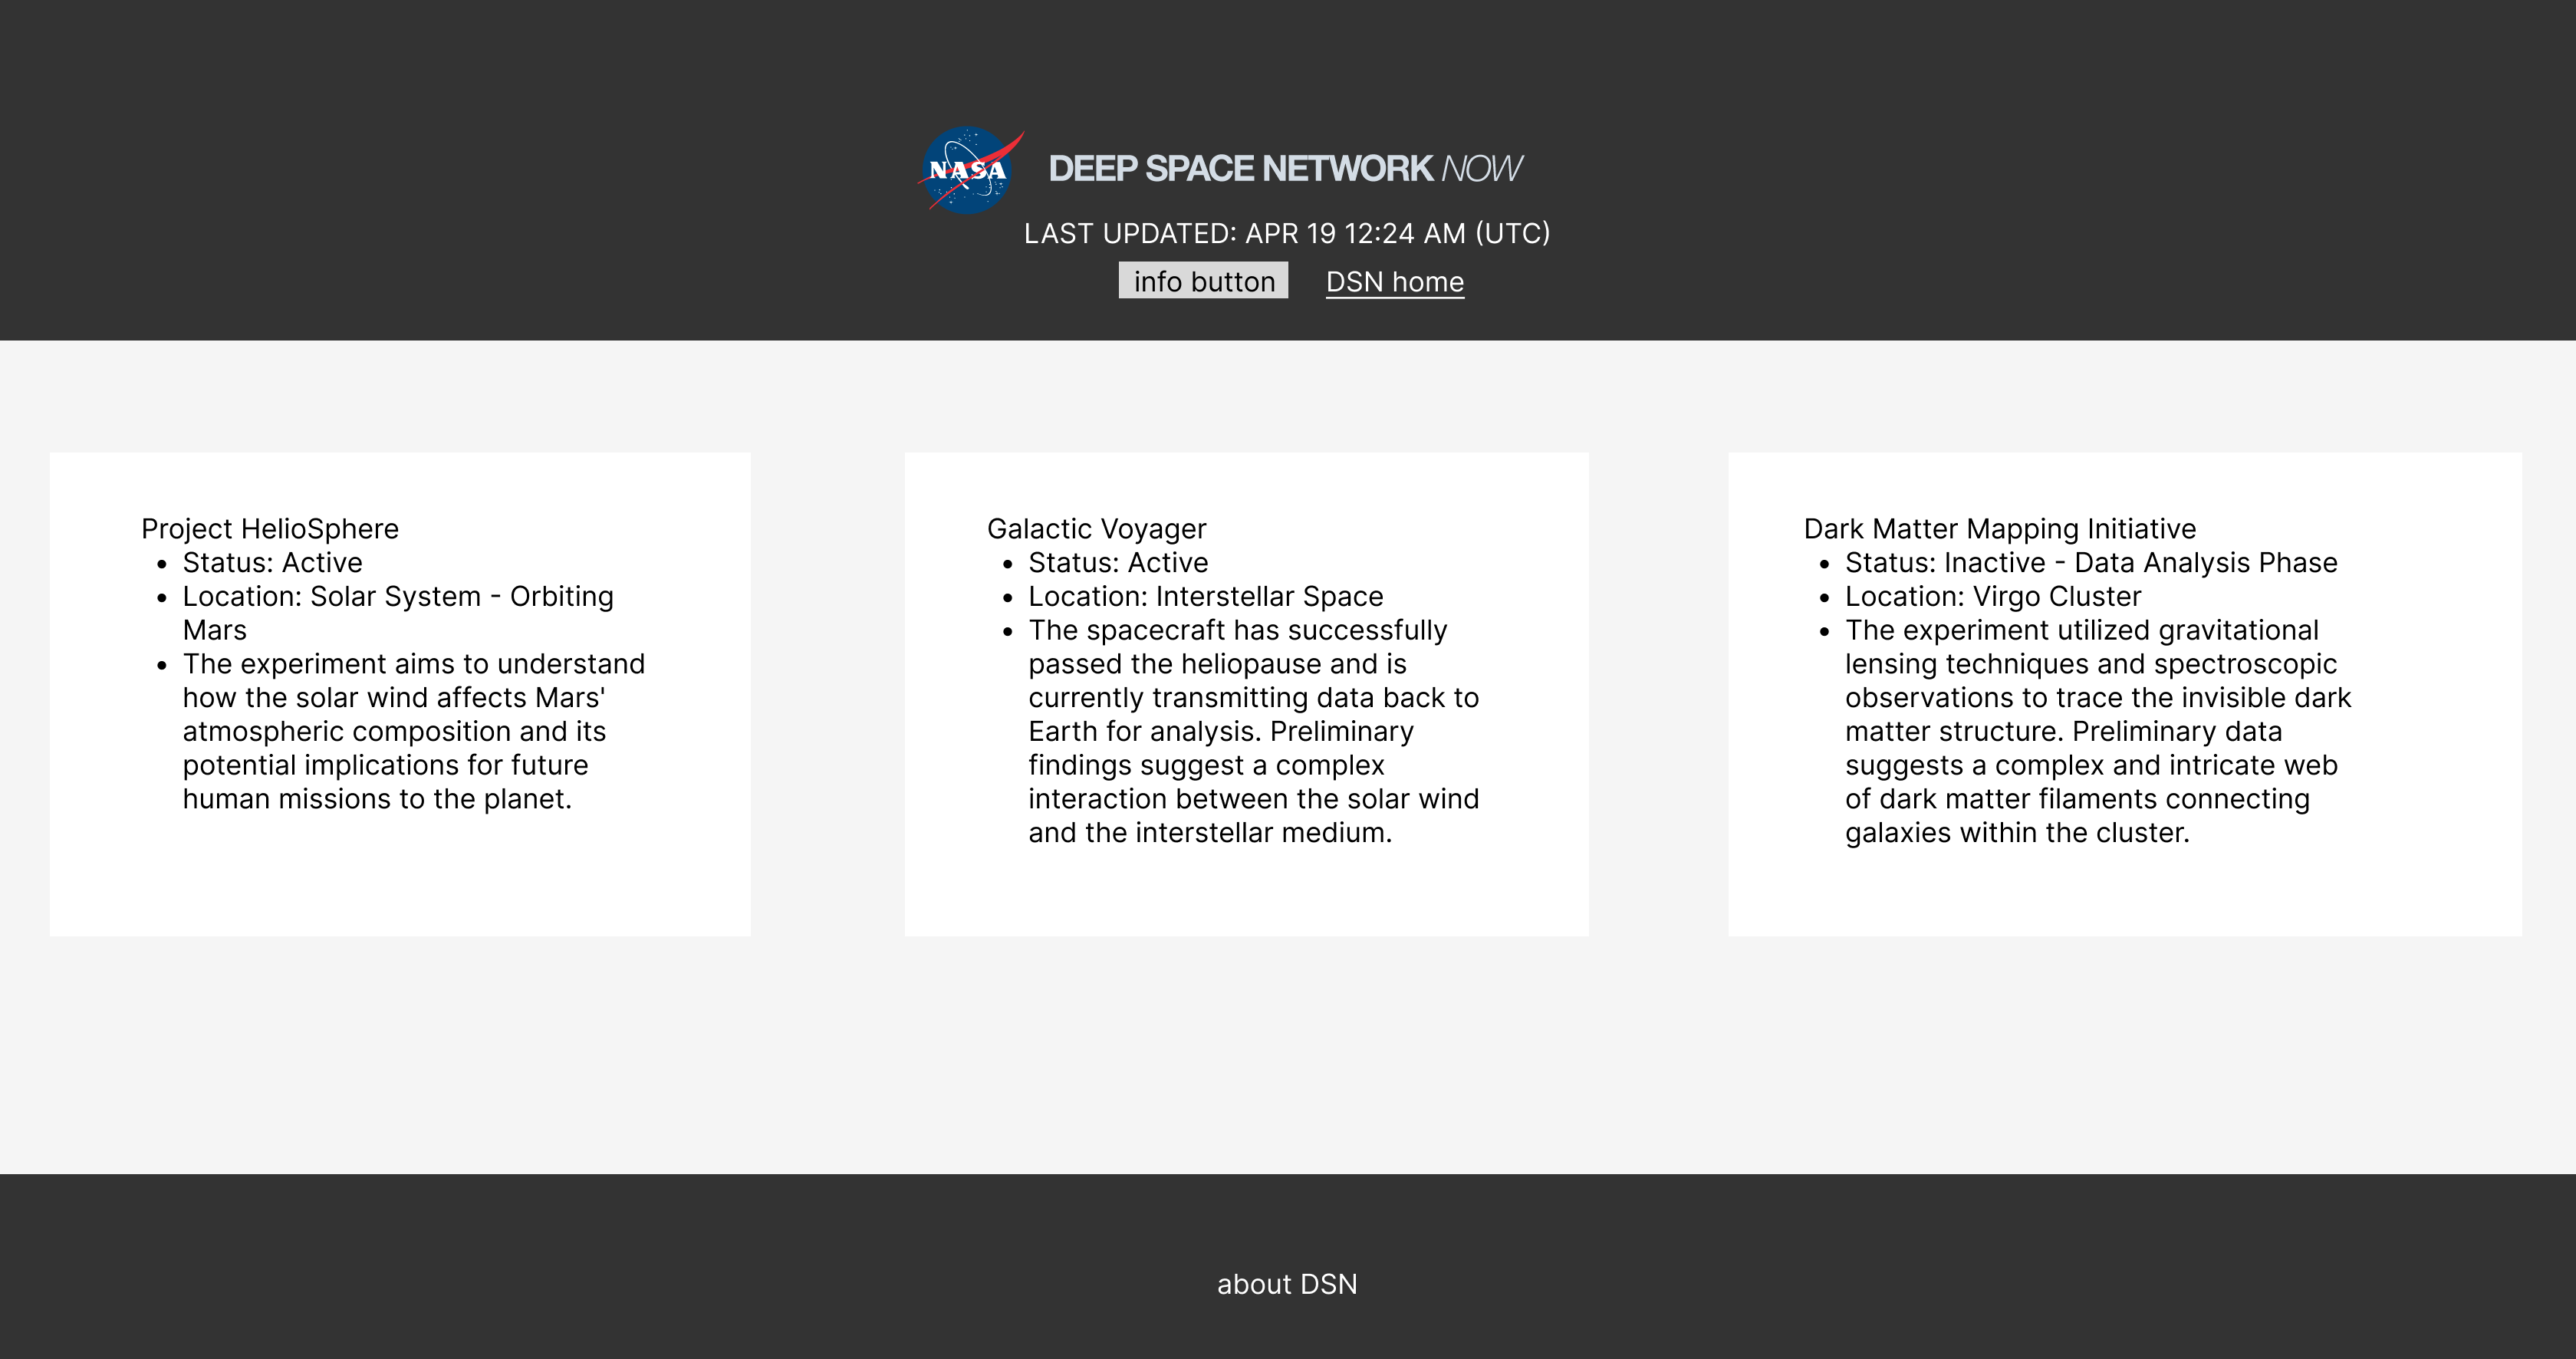 NASA
DEEP SPACE NETWORK NOW
LAST UPDATED: APR 19 12:24 AM (UTC)
info button
DSN home
Project HelioSphere
• Status: Active
• Location: Solar System - Orbiting
Mars
• The experiment aims to understand
how the solar wind affects Mars'
atmospheric composition and its
potential implications for future
human missions to the planet.
Galactic Voyager
• Status: Active
• Location: Interstellar Space
• The spacecraft has successfully
passed the heliopause and is
currently transmitting data back to
Earth for analysis. Preliminary
findings suggest a complex
interaction between the solar wind
and the interstellar medium.
Dark Matter Mapping Initiative
• Status: Inactive - Data Analysis Phase
• Location: Virgo Cluster
• The experiment utilized gravitational
lensing techniques and spectroscopic
observations to trace the invisible dark
matter structure. Preliminary data
suggests a complex and intricate web
of dark matter filaments connecting
galaxies within the cluster.
about DSN